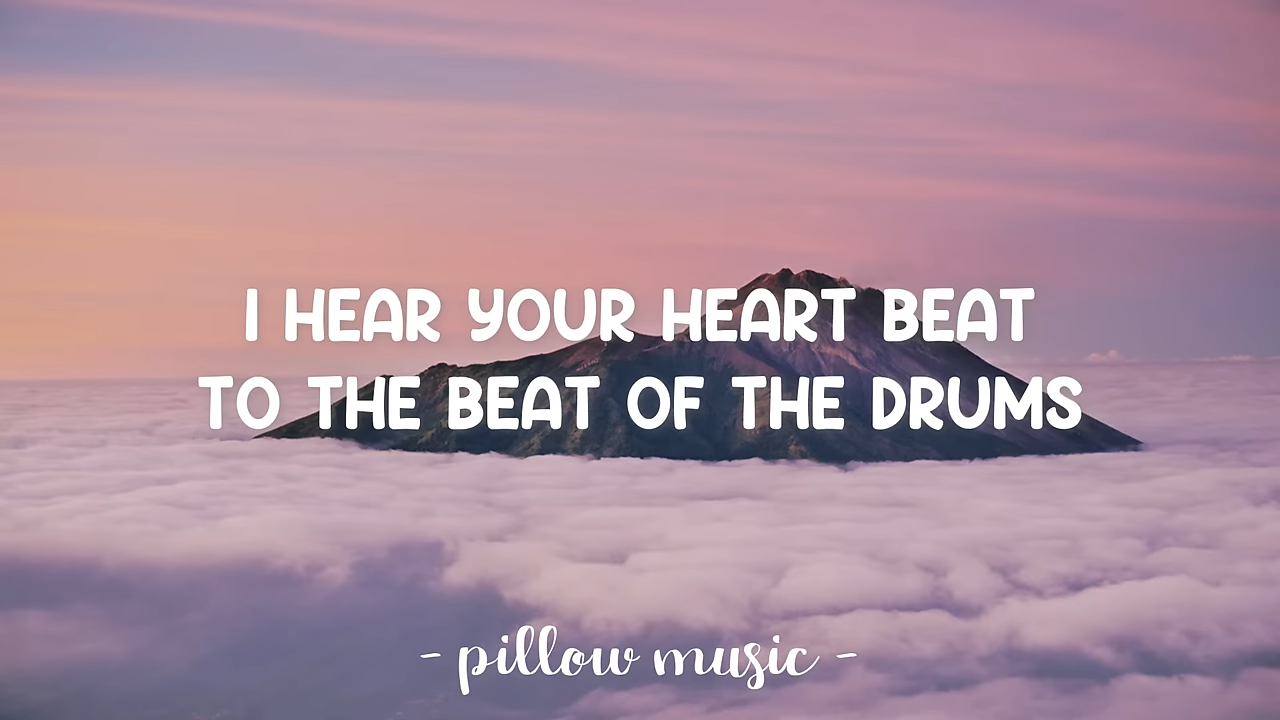 I HEAR YOUR HEART BEAT
TO THE BEAT OF THE DRUMS
- pillow music -